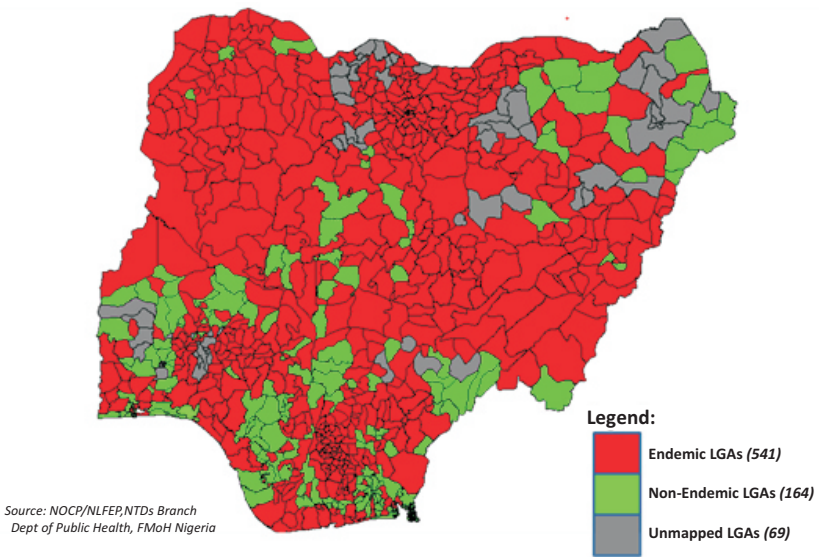 Legend:
Endemic LGAs (541)
Non-Endemic LGAs (164)
Unmapped LGAs (69)
Source: NOCP/NLFEP,NTDs Branch
Dept of Public Health, FMoH Nigeria